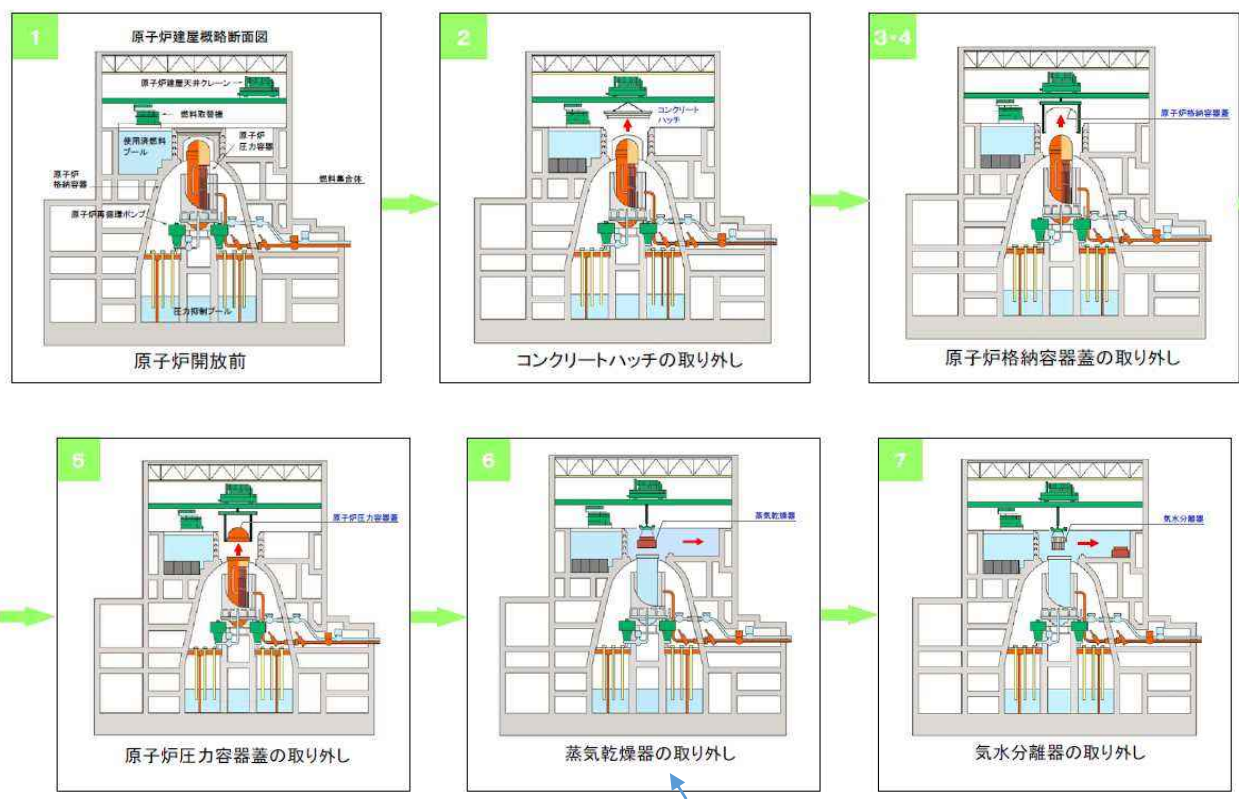 1
原子炉建屋概略断面図
原子炉建屋天井クレーン
燃料取替機
使用済燃料
プール
原子炉
圧力容器
原子炉
格納容器
燃料集合体
原子炉再循環ポンプ
圧力抑制プール
原子炉開放前
2
コンクリート
ハッチ
コンクリートハッチの取り外し
3・4
原子炉格納容器蓋
原子炉格納容器蓋の取り外し
5
原子炉圧力容器蓋
原子炉圧力容器蓋の取り外し
6
蒸気乾燥器
蒸気乾燥器の取り外し
7
気水分離器
気水分離器の取り外し